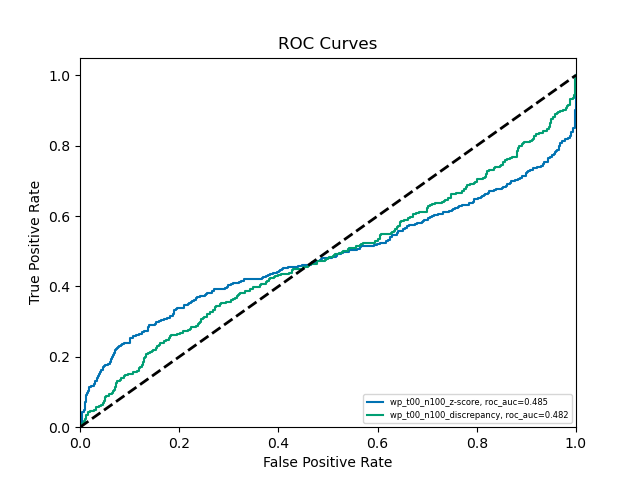 ROC Curves
True Positive Rate
1.0
0.8
0.6
0.4
0.2
0.0
0.0 0.2 0.4 0.6 0.8 1.0
False Positive Rate
wp_t00_n100_z-score, roc_auc=0.485
wp_t00_n100_discrepancy, roc_auc=0.482